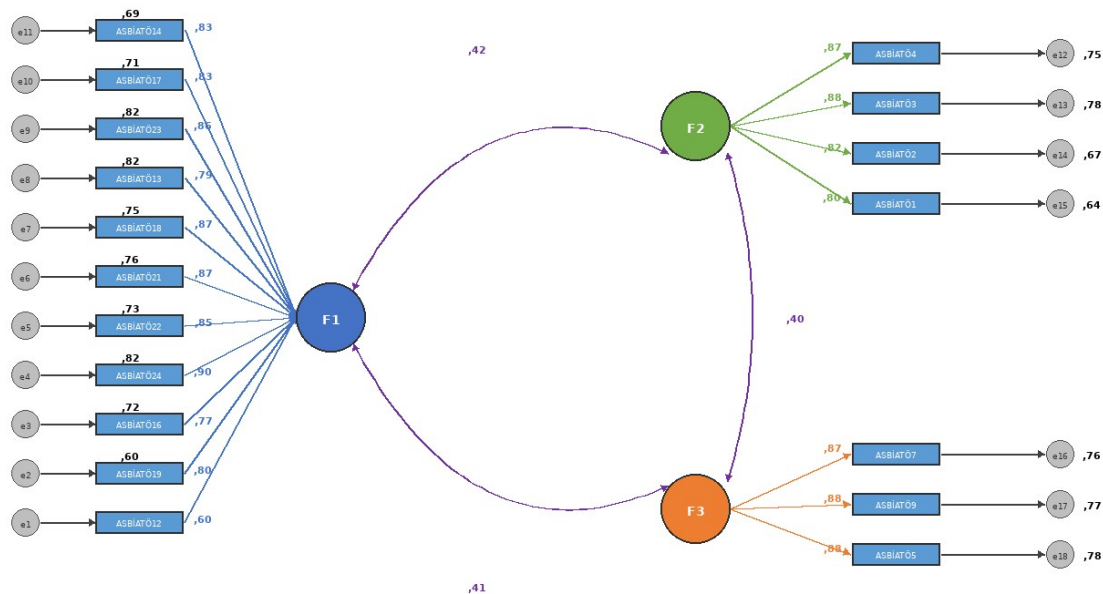 ,69
e11 ASBİATÖ14 ,83
,71
e10 ASBİATÖ17 ,83
,82
e9 ASBİATÖ23 ,86
,82
e8 ASBİATÖ13 ,79
,75
e7 ASBİATÖ18 ,87
,76
e6 ASBİATÖ21 ,87
,73
e5 ASBİATÖ22 ,85
,82
e4 ASBİATÖ24 ,90
,72
e3 ASBİATÖ16 ,77
,60
e2 ASBİATÖ19 ,80
e1 ASBİATÖ12 ,60
F1
,42
,41
,40
F2
,87 ASBİATÖ4 e12 ,75
,88 ASBİATÖ3 e13 ,78
,82 ASBİATÖ2 e14 ,67
,80 ASBİATÖ1 e15 ,64
F3
,87 ASBİATÖ7 e16 ,76
,88 ASBİATÖ9 e17 ,77
,88 ASBİATÖ5 e18 ,78